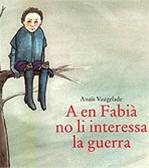 Anaïs Vaugelade
A en Fabià
no li interessa
la guerra